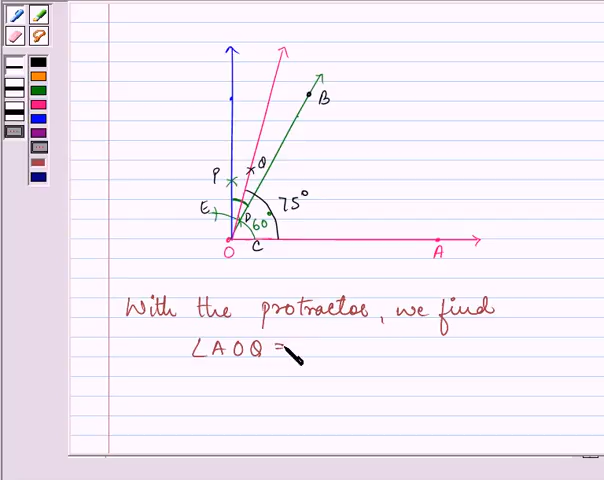 B
P Q
75°
E D 60°
O C A
With the protractor, we find
∠AOQ =